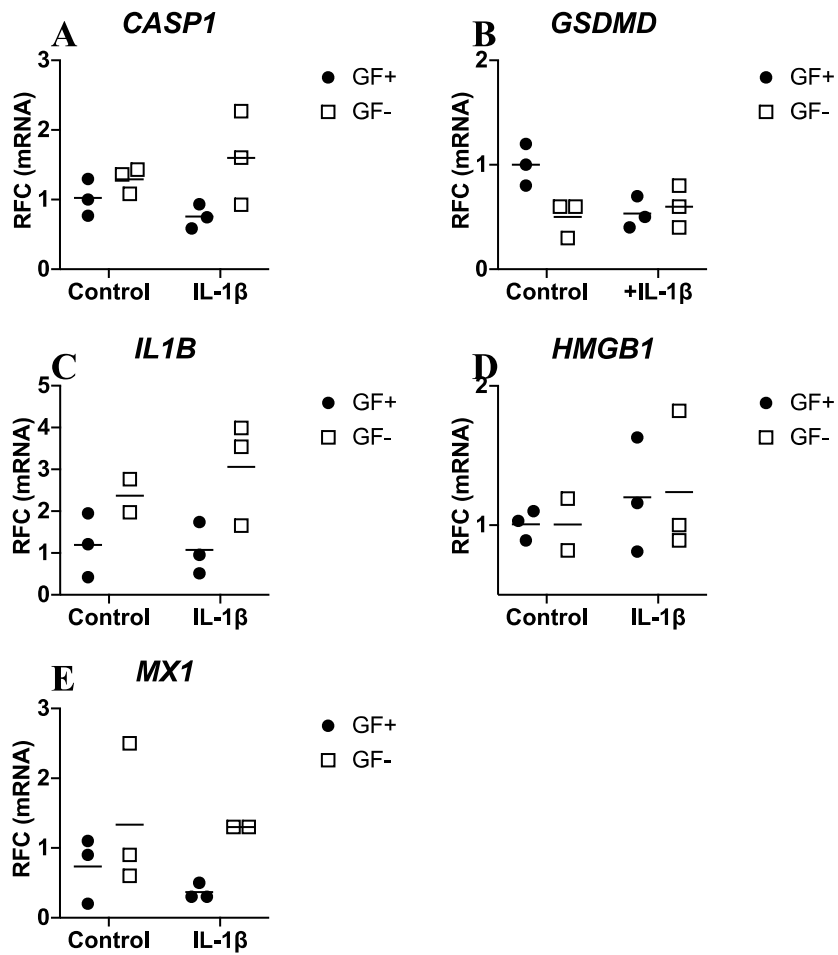 A
CASP1
3
2
1
0
RFC (mRNA)
Control
IL-1β
GF+
GF-
B
GSDMD
2
1
0
RFC (mRNA)
Control
+IL-1β
GF+
GF-
C
IL1B
5
4
3
2
1
0
RFC (mRNA)
Control
IL-1β
GF+
GF-
D
HMGB1
2
1
RFC (mRNA)
Control
IL-1β
GF+
GF-
E
MX1
3
2
1
0
RFC (mRNA)
Control
IL-1β
GF+
GF-